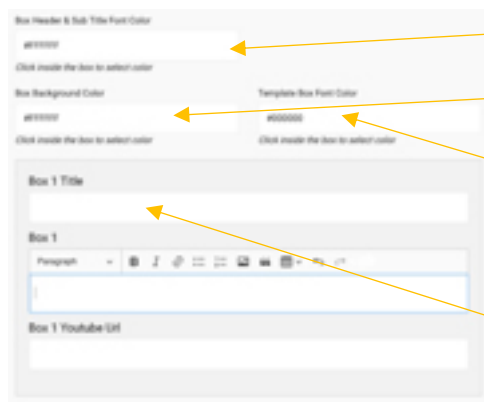 Box Header & Sub Title Font Color
#FFFFFF
Click inside the box to select color
Box Background Color
Template Box Font Color
#FFFFFF
#000000
Click inside the box to select color
Click inside the box to select color
Box 1 Title
Box 1
Paragraph
B I
Box 1 Youtube Url